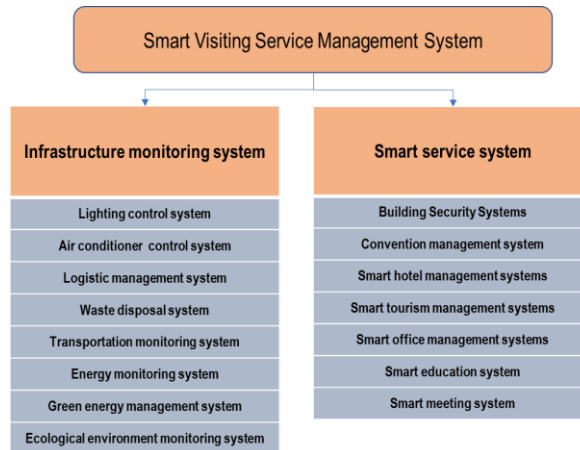 Smart Visiting Service Management System
Infrastructure monitoring system
Lighting control system
Air conditioner control system
Logistic management system
Waste disposal system
Transportation monitoring system
Energy monitoring system
Green energy management system
Ecological environment monitoring system
Smart service system
Building Security Systems
Convention management system
Smart hotel management systems
Smart tourism management systems
Smart office management systems
Smart education system
Smart meeting system